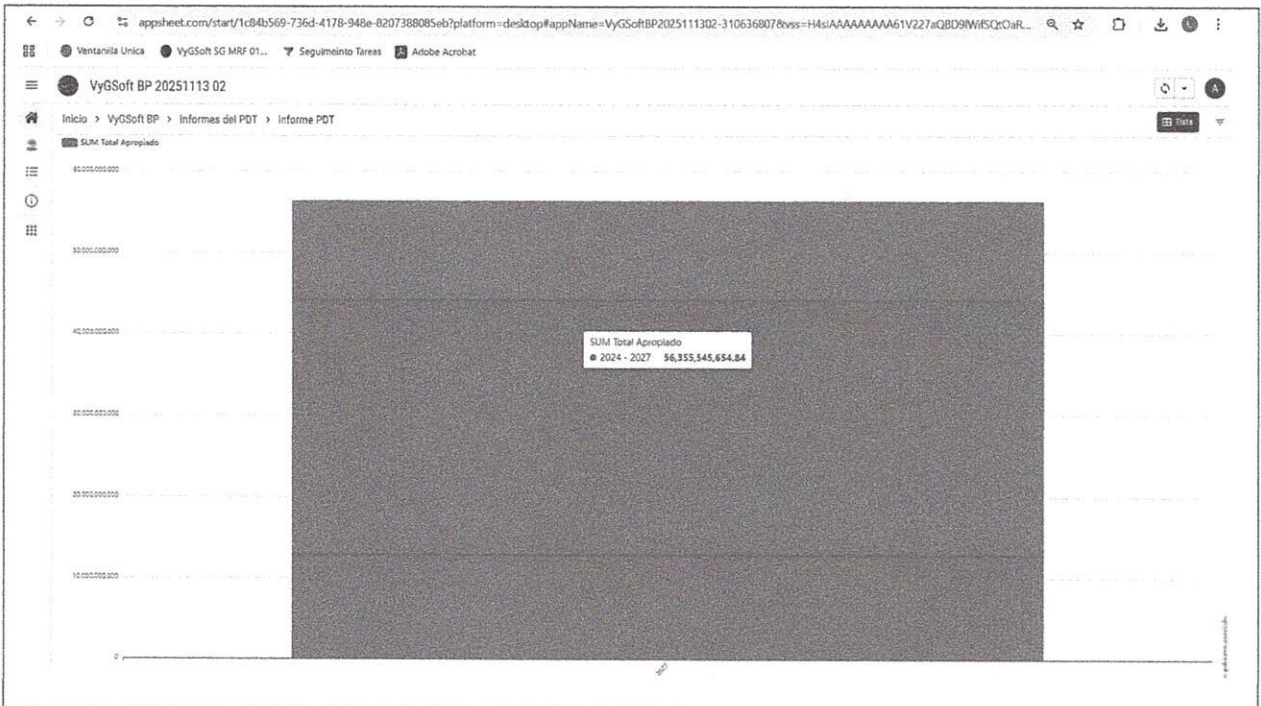 appsheet.com/start/1c84b569-736d-4178-948e-8207388085eb?platform=desktop#appName=VyGSoftBP2025111302-310636807&vss=H4sIAAAAAAAAA61V227aQBD9lWifSQtOaR...
Ventanilla Unica VyGSoft SG MRF 01... Seguimeinto Tareas Adobe Acrobat
VyGSoft BP 20251113 02
A
Inicio > VyGSoft BP > Informes del PDT > Informe PDT
SUM Total Apropiado
60.000.000.000
50.000.000.000
40.000.000.000
SUM Total Apropiado
2024 - 2027 56,355,545,654.84
30.000.000.000
20.000.000.000
10.000.000.000
0
2027